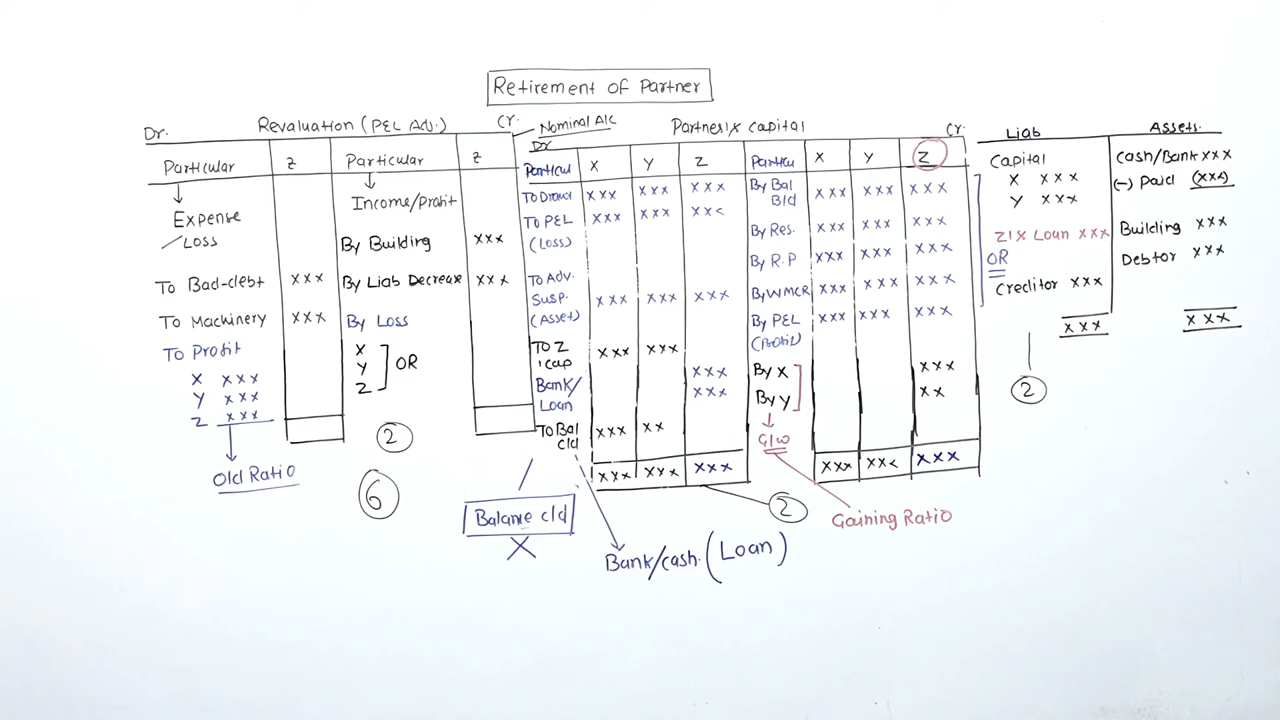 Retirement of Partner
Dr. Revaluation (P&L Adj.) Cr.
Nominal A/c
Particular z Particular z
Expense
/Loss
Income/Profit
By Building xxx
To Bad-debt xxx By Liab Decrease xxx
To Machinery xxx By Loss
To Profit
X xxx
Y xxx
Z xxx
X
Y
Z
OR
Old Ratio
2
6
Dr Partner's capital Cr.
Particul X Y Z Particu X Y Z
To Draw xxx xxx xxx By Bal B/d xxx xxx xxx
To P&L (Loss) xxx xxx xx< By Res. xxx xxx xxx
By R.P xxx xxx xxx
To Adv. Susp. (Asset) xxx xxx xxx By WMCR xxx xxx xxx
By P&L (Profit) xxx xxx xxx
To Z 'cap xxx xxx
Bank/ xxx By X xxx
Loan xxx By Y xx
To Bal c/d xxx xx
G/w
xxx xx< xxx
xxx xxx xxx
Balance c/d
X
Bank/cash. (Loan)
2
Gaining Ratio
Liab Assets.
Capital
X xxx
Y xxx
Z's Loan xxx
OR
Creditor xxx
xxx
2
Cash/Bank xxx
(-) Paid (xxx)
Building xxx
Debtor xxx
xxx